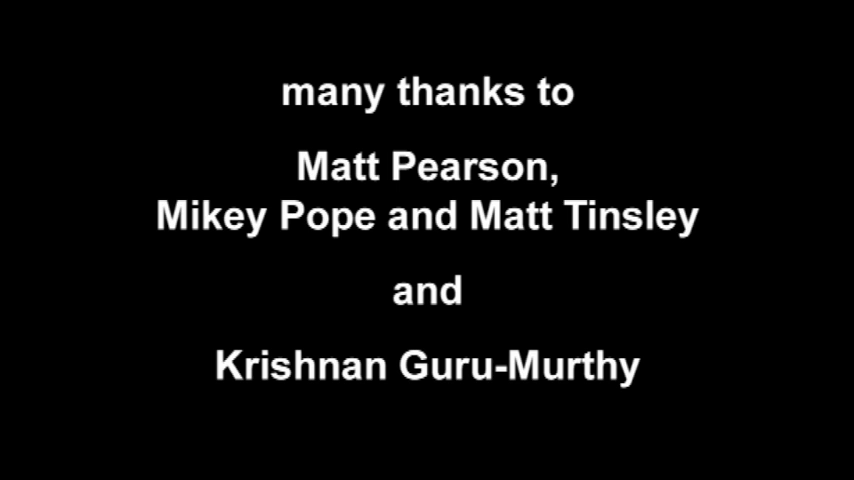 many thanks to
Matt Pearson,
Mikey Pope and Matt Tinsley
and
Krishnan Guru-Murthy